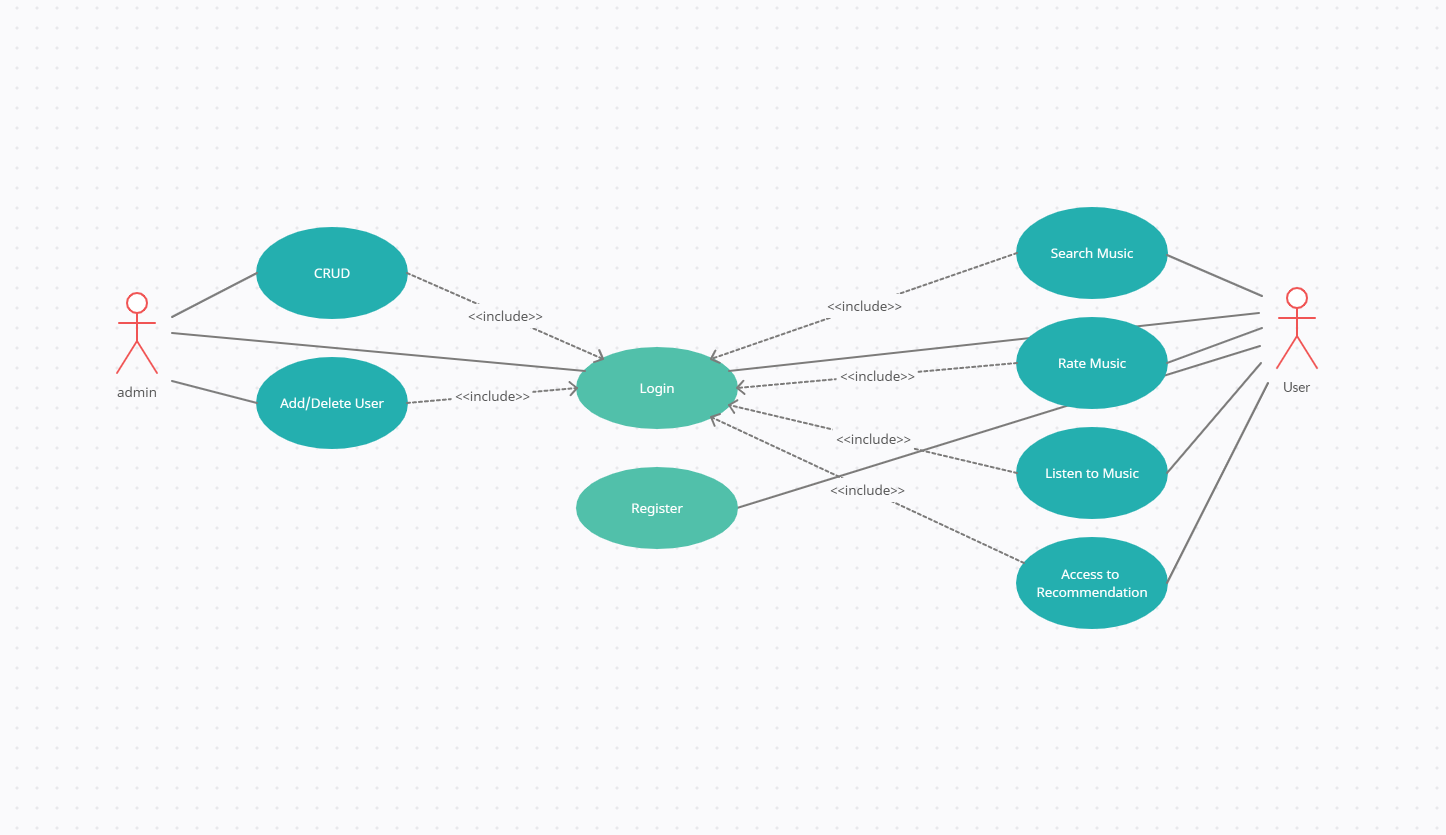 Search Music
CRUD
<<include>>
<<include>>
Rate Music
<<include>>
User
Login
admin
<<include>>
Add/Delete User
<<include>>
Listen to Music
<<include>>
Register
Access to
Recommendation